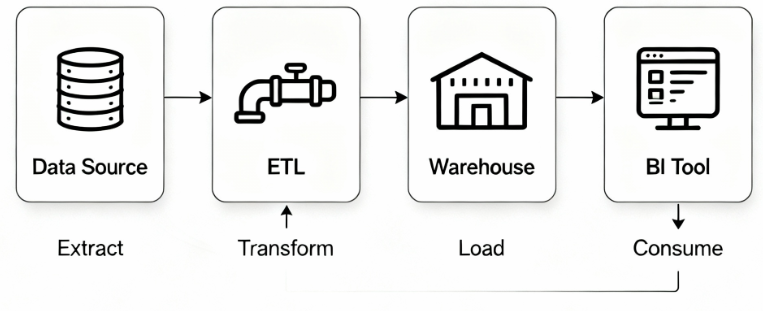 Data Source
ETL
Warehouse
BI Tool
Extract
Transform
Load
Consume